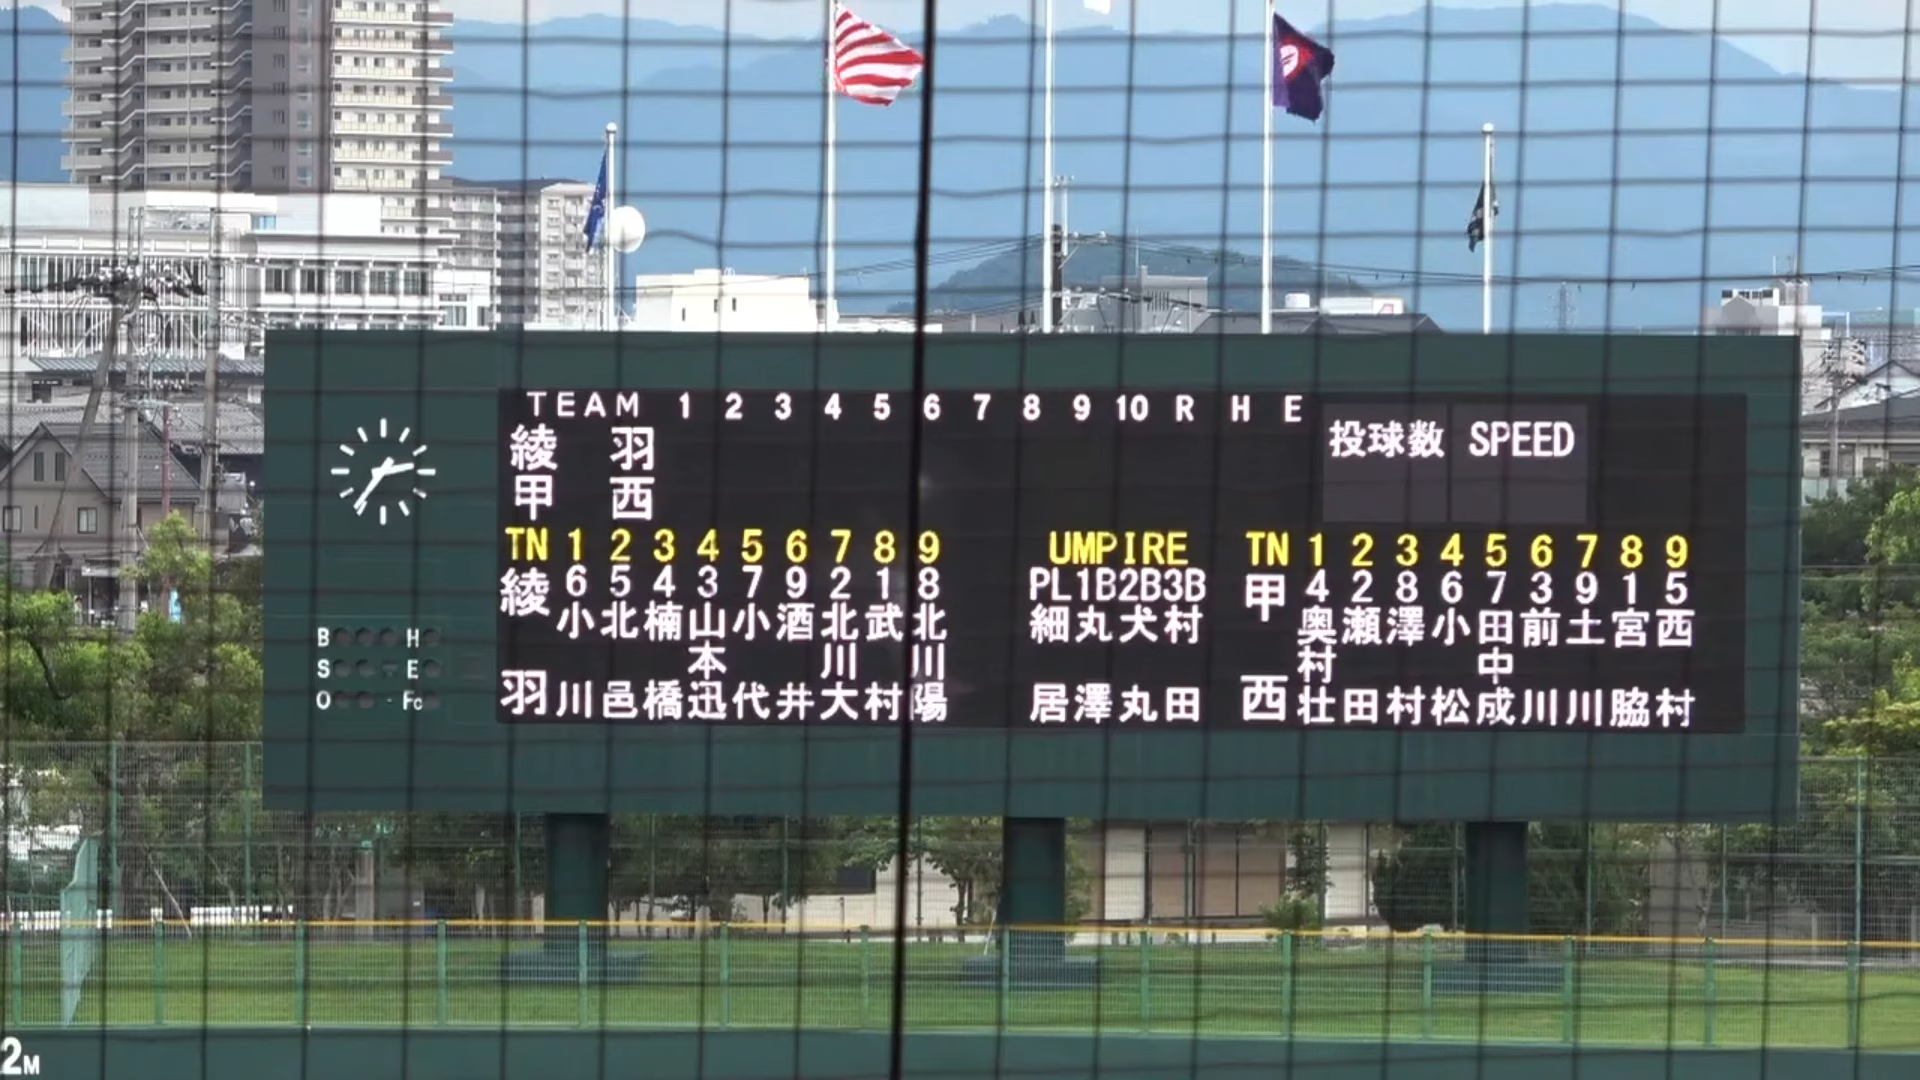 TEAM 1 2 3 4 5 6 7 8 9 10 R H E
綾羽
甲西
投球数 SPEED
TN 1 2 3 4 5 6 7 8 9
綾羽 6 5 4 3 7 9 2 1 8
小川 北邑 楠橋 山本迅 小代 酒井 北川大 武村 北川陽
UMPIRE
PL 1B 2B 3B
細居 丸澤 犬丸 村田
TN 1 2 3 4 5 6 7 8 9
甲西 4 2 8 6 7 3 9 1 5
奥村壮 瀬田 澤村 小松 田中成 前川 土川 宮脇 西村
B H
S E
O Fc
2M